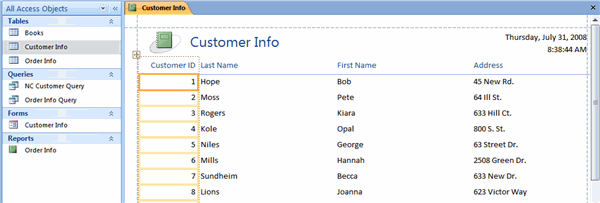 All Access Objects
Tables
Books
Customer Info
Order Info
Queries
NC Customer Query
Order Info Query
Forms
Customer Info
Reports
Order Info
Customer Info
Customer Info
Thursday, July 31, 2008
8:38:44 AM
Customer ID Last Name First Name Address
1 Hope Bob 45 New Rd.
2 Moss Pete 64 Ill St.
3 Rogers Kiara 633 Hill Ct.
4 Kole Opal 800 S. St.
5 Niles George 63 Street Dr.
6 Mills Hannah 2508 Green Dr.
7 Sundheim Becca 633 New Dr.
8 Lions Joanna 623 Victor Way